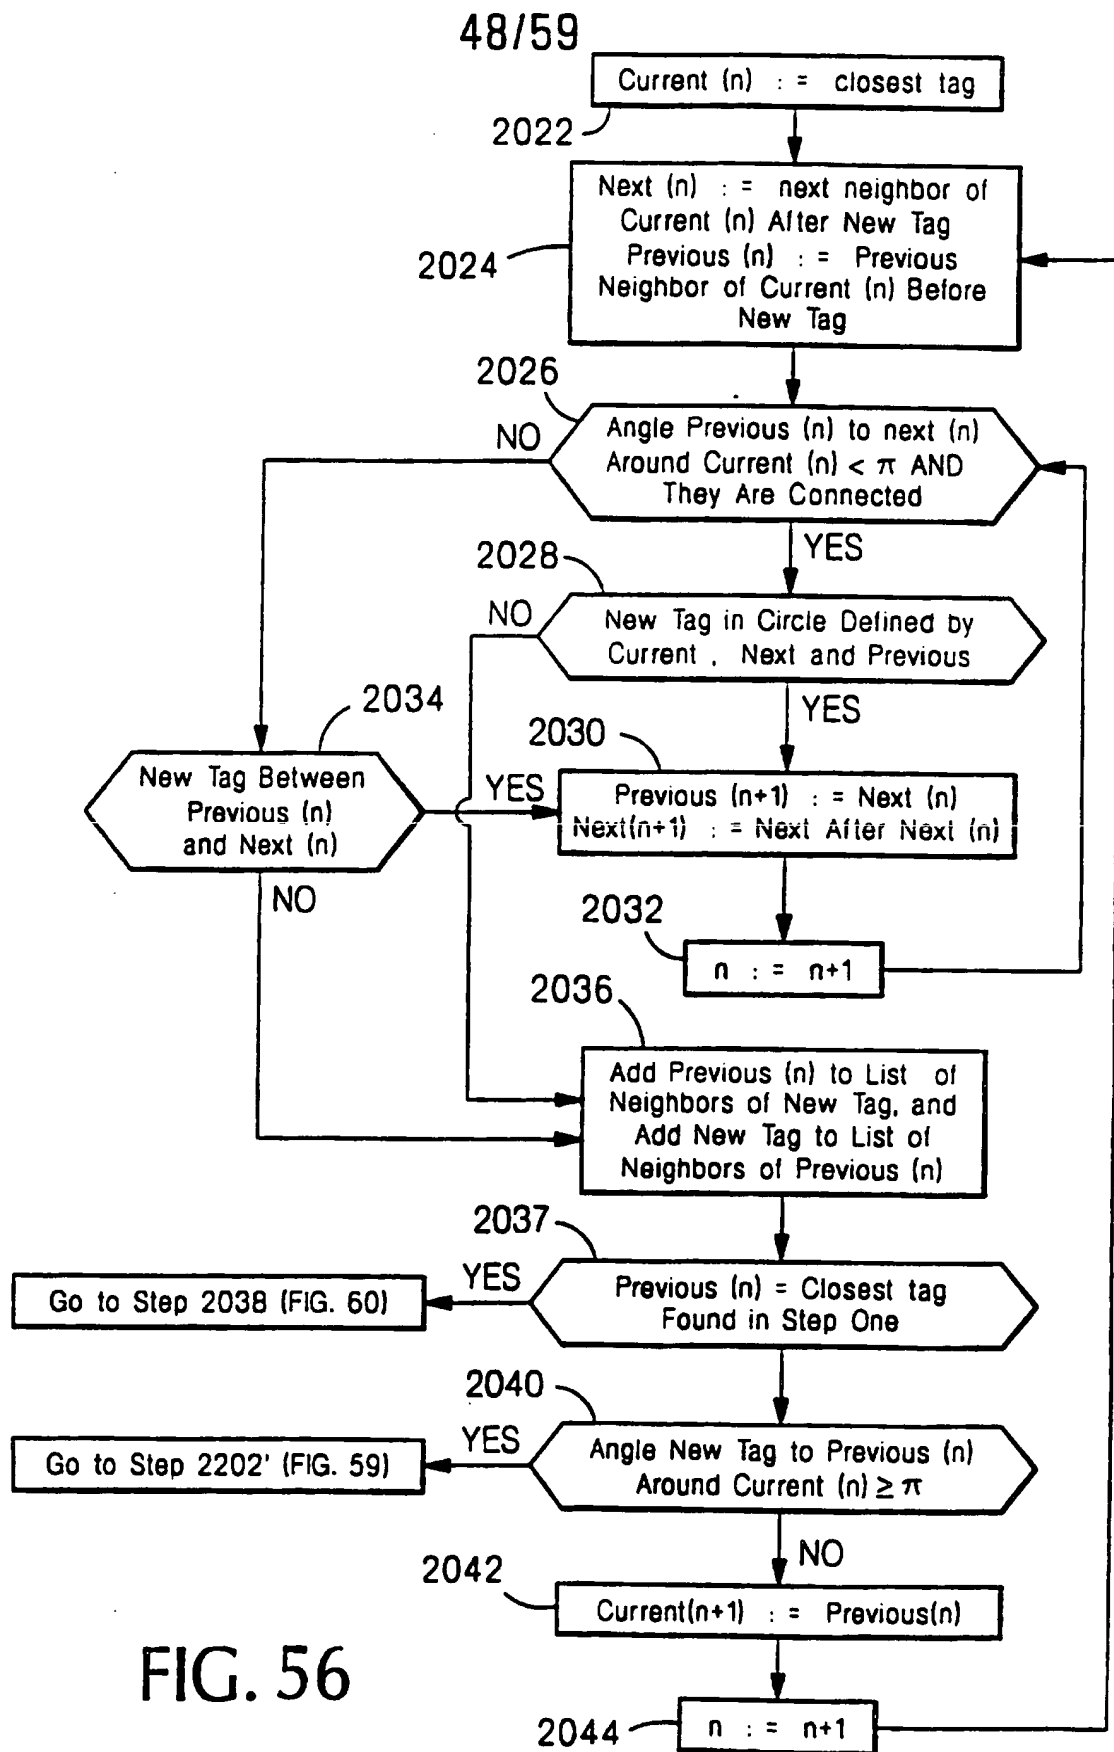 48/59
Current (n) : = closest tag
2022
Next (n) : = next neighbor of
Current (n) After New Tag
Previous (n) : = Previous
Neighbor of Current (n) Before
New Tag
2024
2026
NO
Angle Previous (n) to next (n)
Around Current (n) < π AND
They Are Connected
YES
2028
NO
New Tag in Circle Defined by
Current , Next and Previous
YES
2034
New Tag Between
Previous (n)
and Next (n)
YES
NO
2030
Previous (n+1) : = Next (n)
Next(n+1) : = Next After Next (n)
2032
n : = n+1
2036
Add Previous (n) to List of
Neighbors of New Tag, and
Add New Tag to List of
Neighbors of Previous (n)
2037
YES
Previous (n) = Closest tag
Found in Step One
Go to Step 2038 (FIG. 60)
2040
YES
Angle New Tag to Previous (n)
Around Current (n) ≥ π
Go to Step 2202' (FIG. 59)
NO
2042
Current(n+1) : = Previous(n)
2044
n : = n+1
FIG. 56